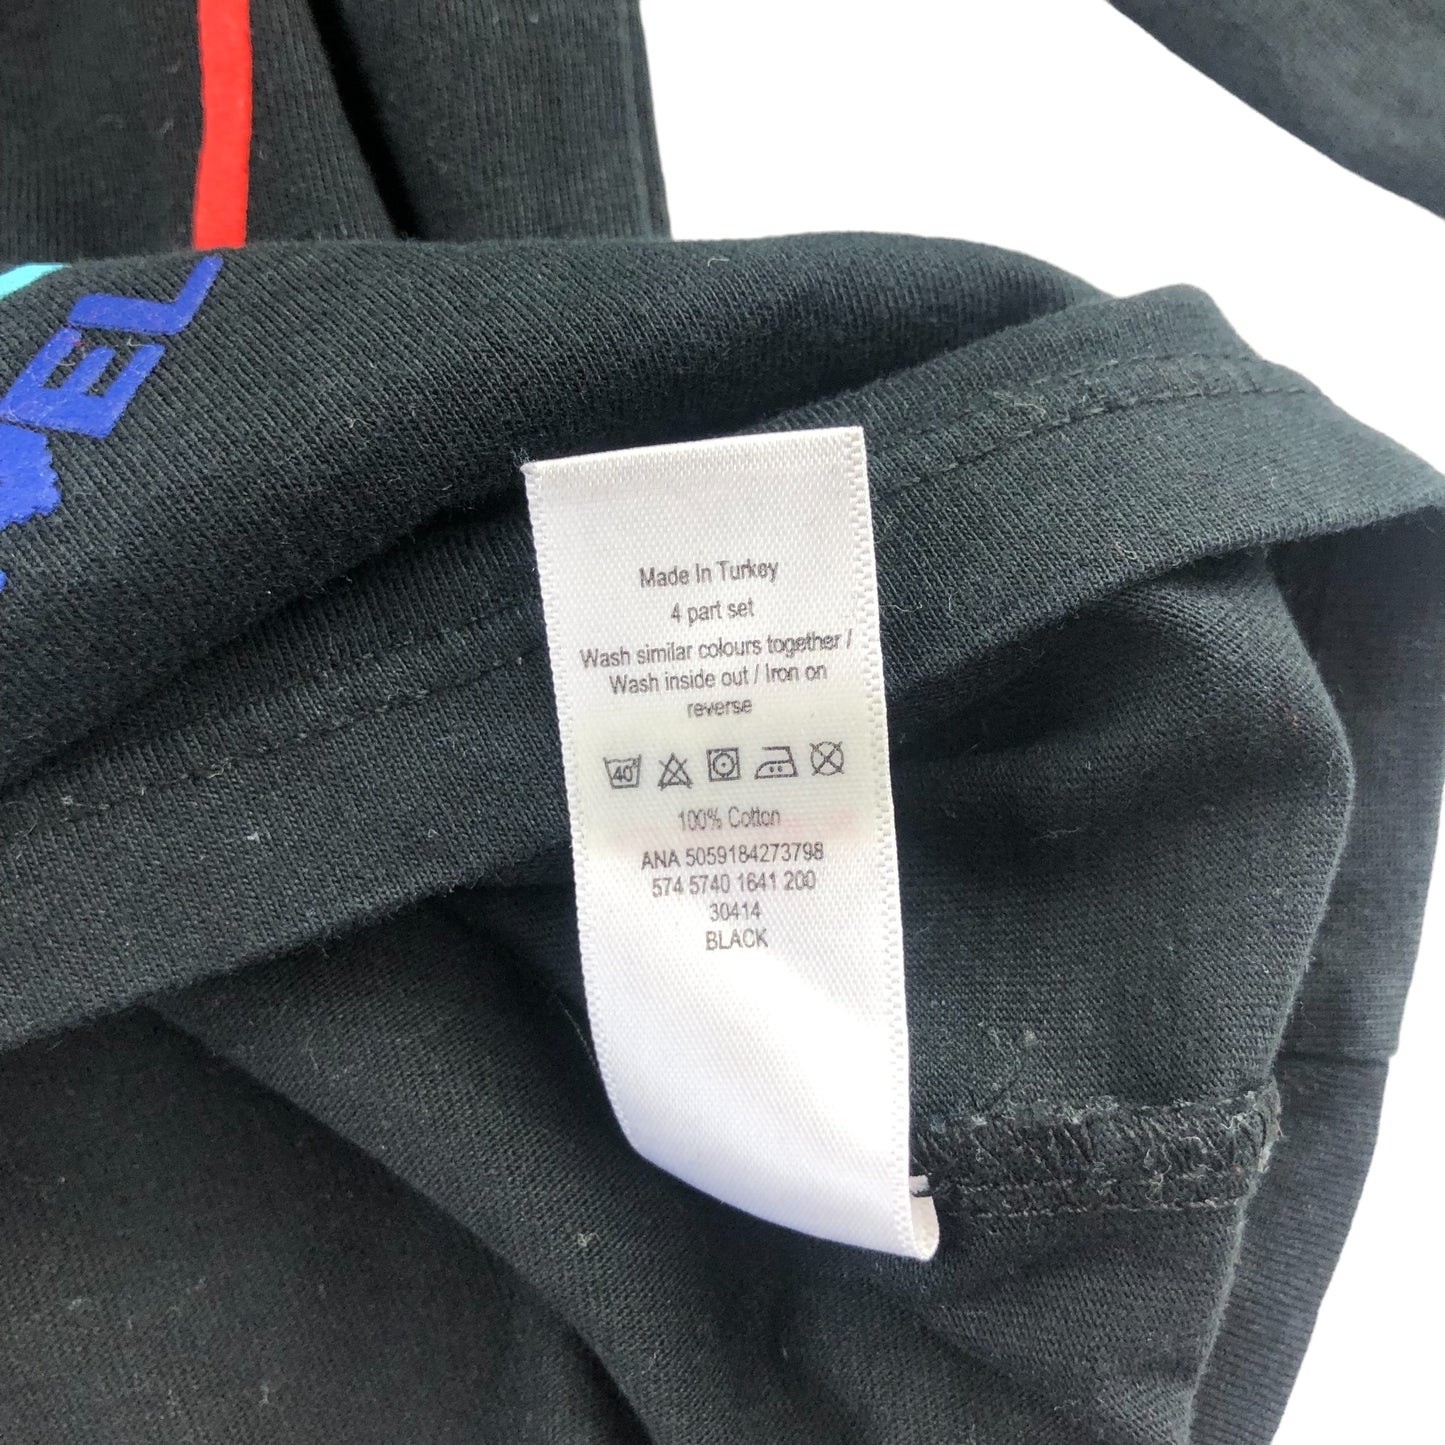 Made In Turkey
4 part set
Wash similar colours together /
Wash inside out / Iron on
reverse
40
100% Cotton
ANA 5059184273798
574 5740 1641 200
30414
BLACK
EL